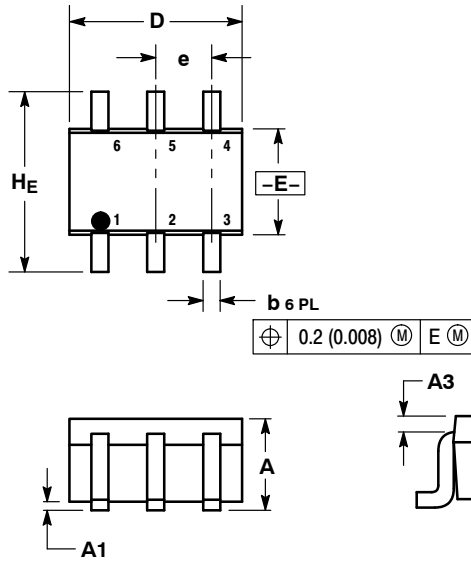 D
e
6 5 4
HE
-E-
1 2 3
b 6 PL
⌖ 0.2 (0.008) Ⓜ E Ⓜ
A3
A
A1